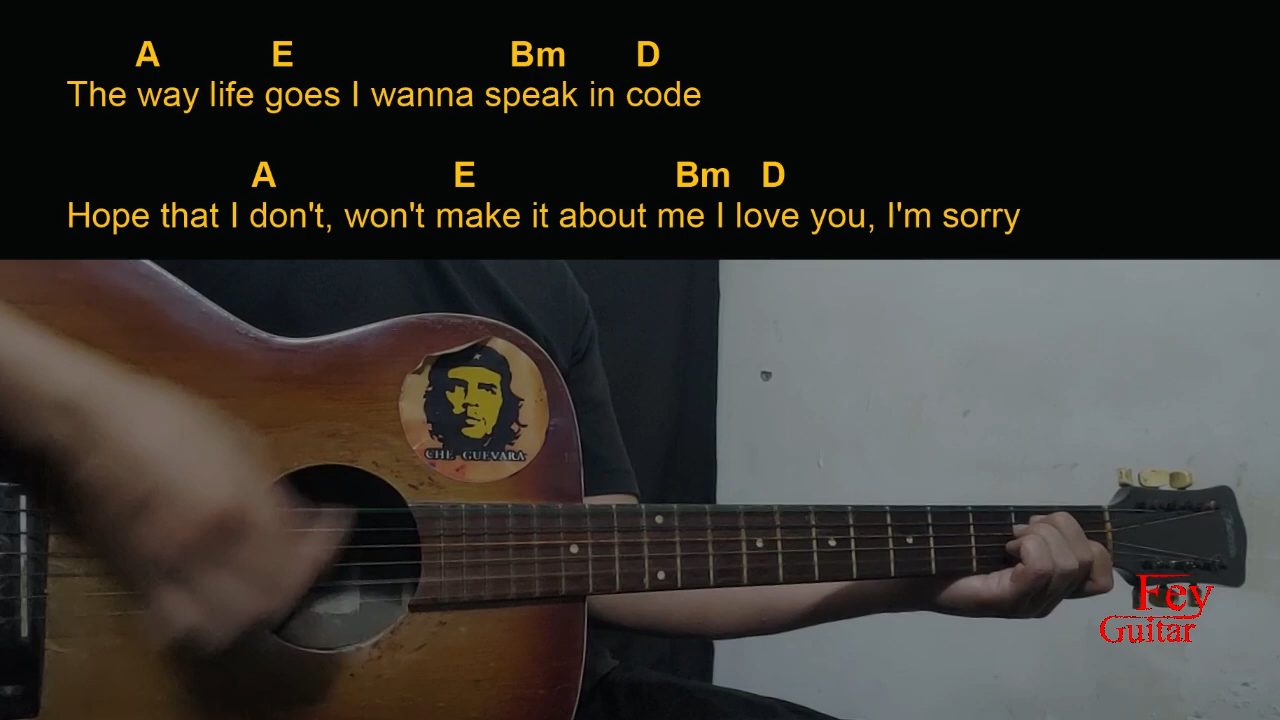 A E Bm D
The way life goes I wanna speak in code
A E Bm D
Hope that I don't, won't make it about me I love you, I'm sorry
CHE GUEVARA
Fey
Guitar